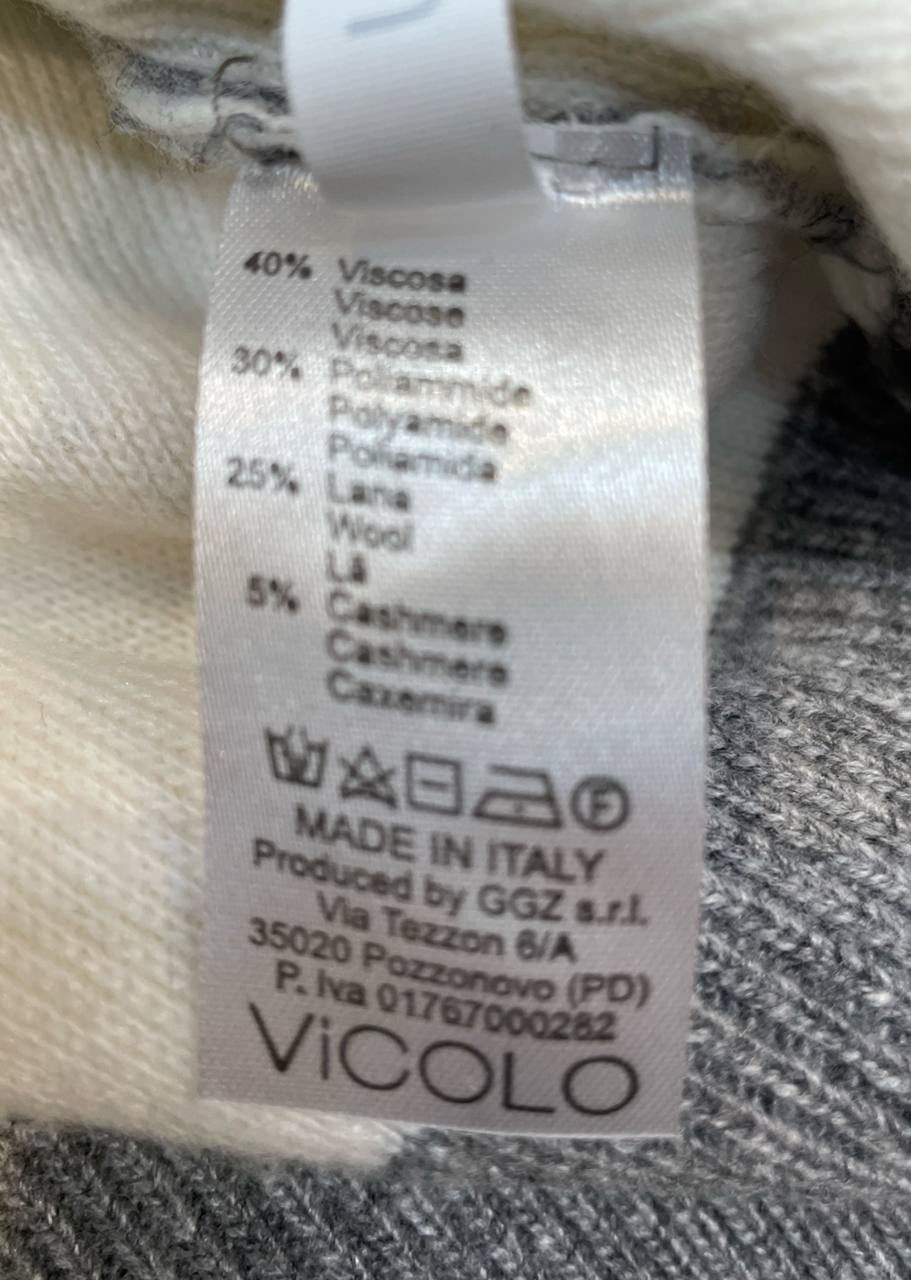 40% Viscosa
Viscose
Viscosa
30% Poliammide
Polyamide
Poliamida
25% Lana
Wool
Lã
5% Cashmere
Cashmere
Caxemira
F
MADE IN ITALY
Produced by GGZ s.r.l.
Via Tezzon 6/A
35020 Pozzonovo (PD)
P. Iva 01767000282
ViCOLO